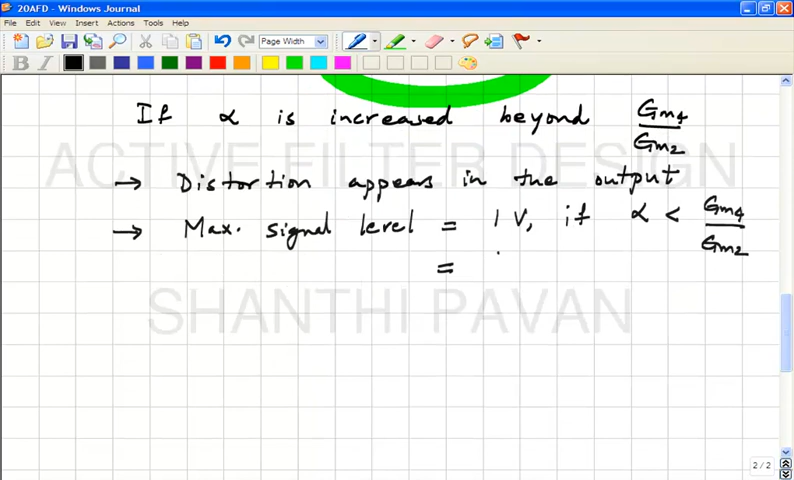 20AFD - Windows Journal
File Edit View Insert Actions Tools Help
Page Width
B I
If α is increased beyond Gm4/Gm2
ACTIVE FILTER DESIGN
→ Distortion appears in the output
→ Max. signal level = 1 V, if α < Gm4/Gm2
=
SHANTHI PAVAN
2 / 2